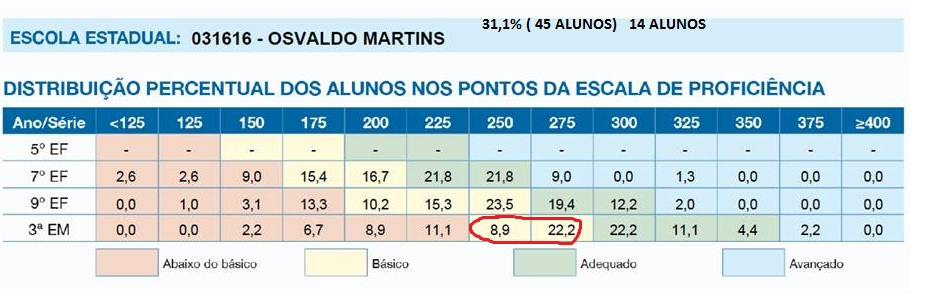 31,1% ( 45 ALUNOS) 14 ALUNOS
ESCOLA ESTADUAL: 031616 - OSVALDO MARTINS
DISTRIBUIÇÃO PERCENTUAL DOS ALUNOS NOS PONTOS DA ESCALA DE PROFICIÊNCIA
Ano/Série <125 125 150 175 200 225 250 275 300 325 350 375 ≥400
5º EF - - - - - - - - - - - - -
7º EF 2,6 2,6 9,0 15,4 16,7 21,8 21,8 9,0 0,0 1,3 0,0 0,0 0,0
9º EF 0,0 1,0 3,1 13,3 10,2 15,3 23,5 19,4 12,2 2,0 0,0 0,0 0,0
3ª EM 0,0 0,0 2,2 6,7 8,9 11,1 8,9 22,2 22,2 11,1 4,4 2,2 0,0
Abaixo do básico Básico Adequado Avançado